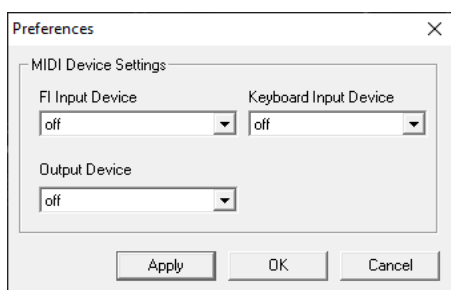 Preferences
MIDI Device Settings
FI Input Device
Keyboard Input Device
off
off
Output Device
off
Apply
OK
Cancel